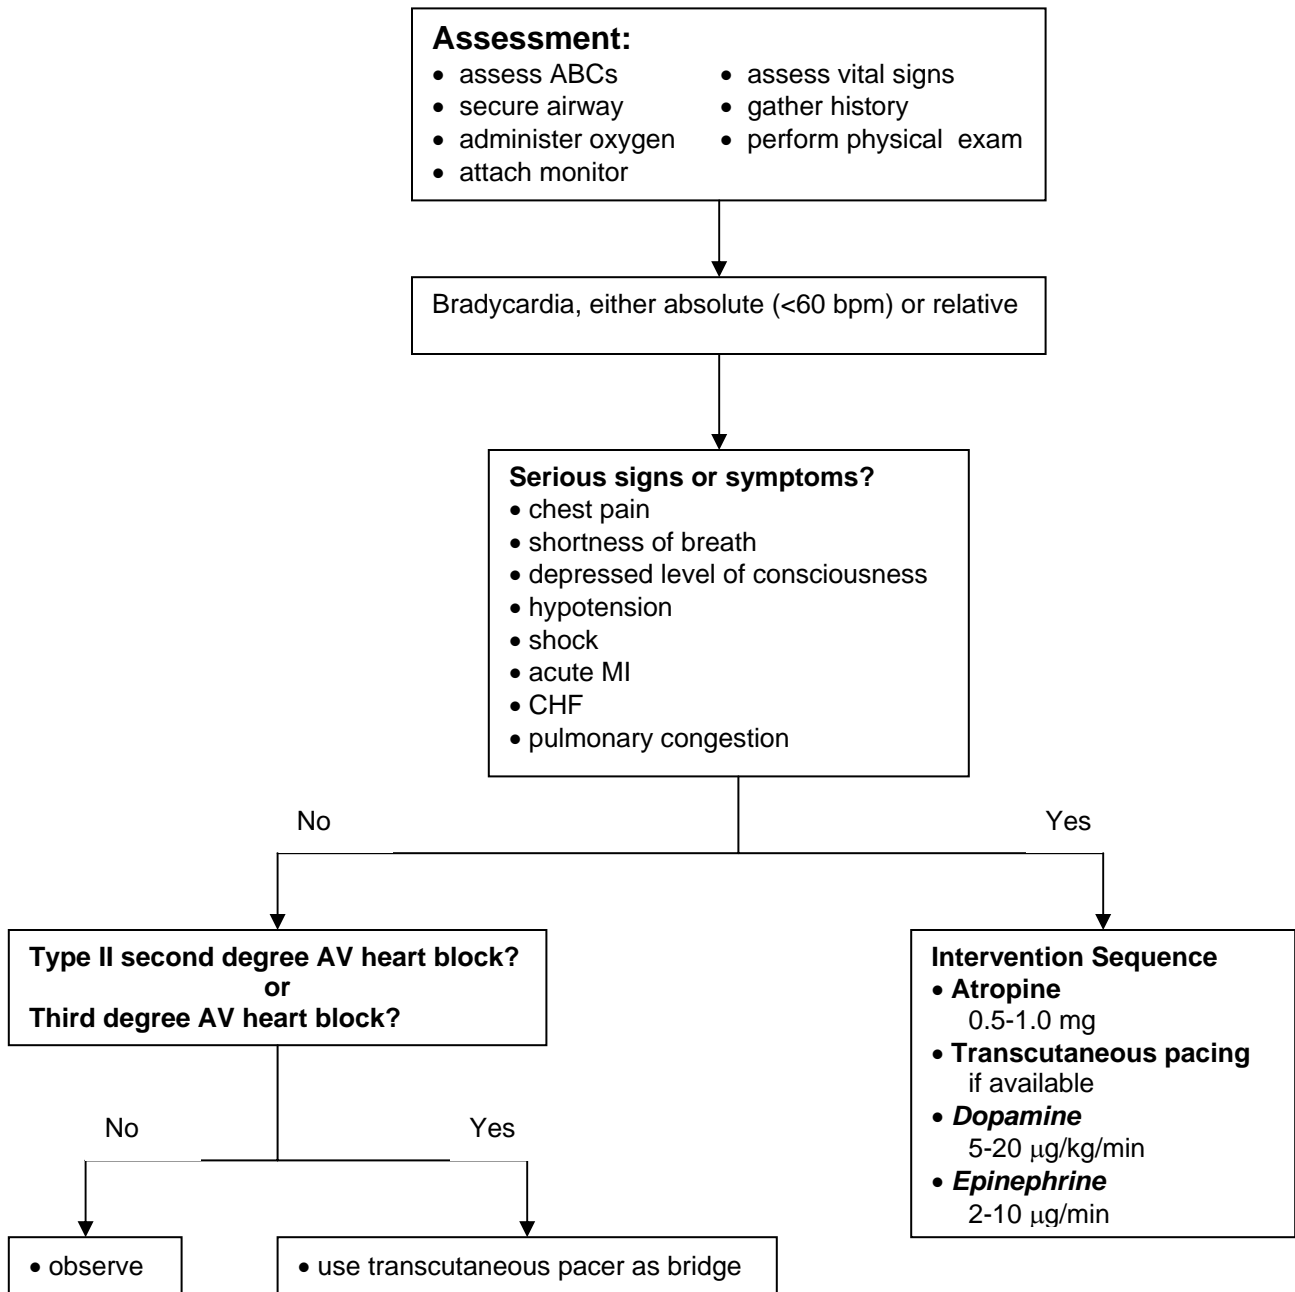 Assessment:
• assess ABCs
• secure airway
• administer oxygen
• attach monitor
• assess vital signs
• gather history
• perform physical exam
Bradycardia, either absolute (<60 bpm) or relative
Serious signs or symptoms?
• chest pain
• shortness of breath
• depressed level of consciousness
• hypotension
• shock
• acute MI
• CHF
• pulmonary congestion
No
Yes
Type II second degree AV heart block?
or
Third degree AV heart block?
Intervention Sequence
• Atropine
0.5-1.0 mg
• Transcutaneous pacing
if available
• Dopamine
5-20 μg/kg/min
• Epinephrine
2-10 μg/min
No
Yes
• observe
• use transcutaneous pacer as bridge